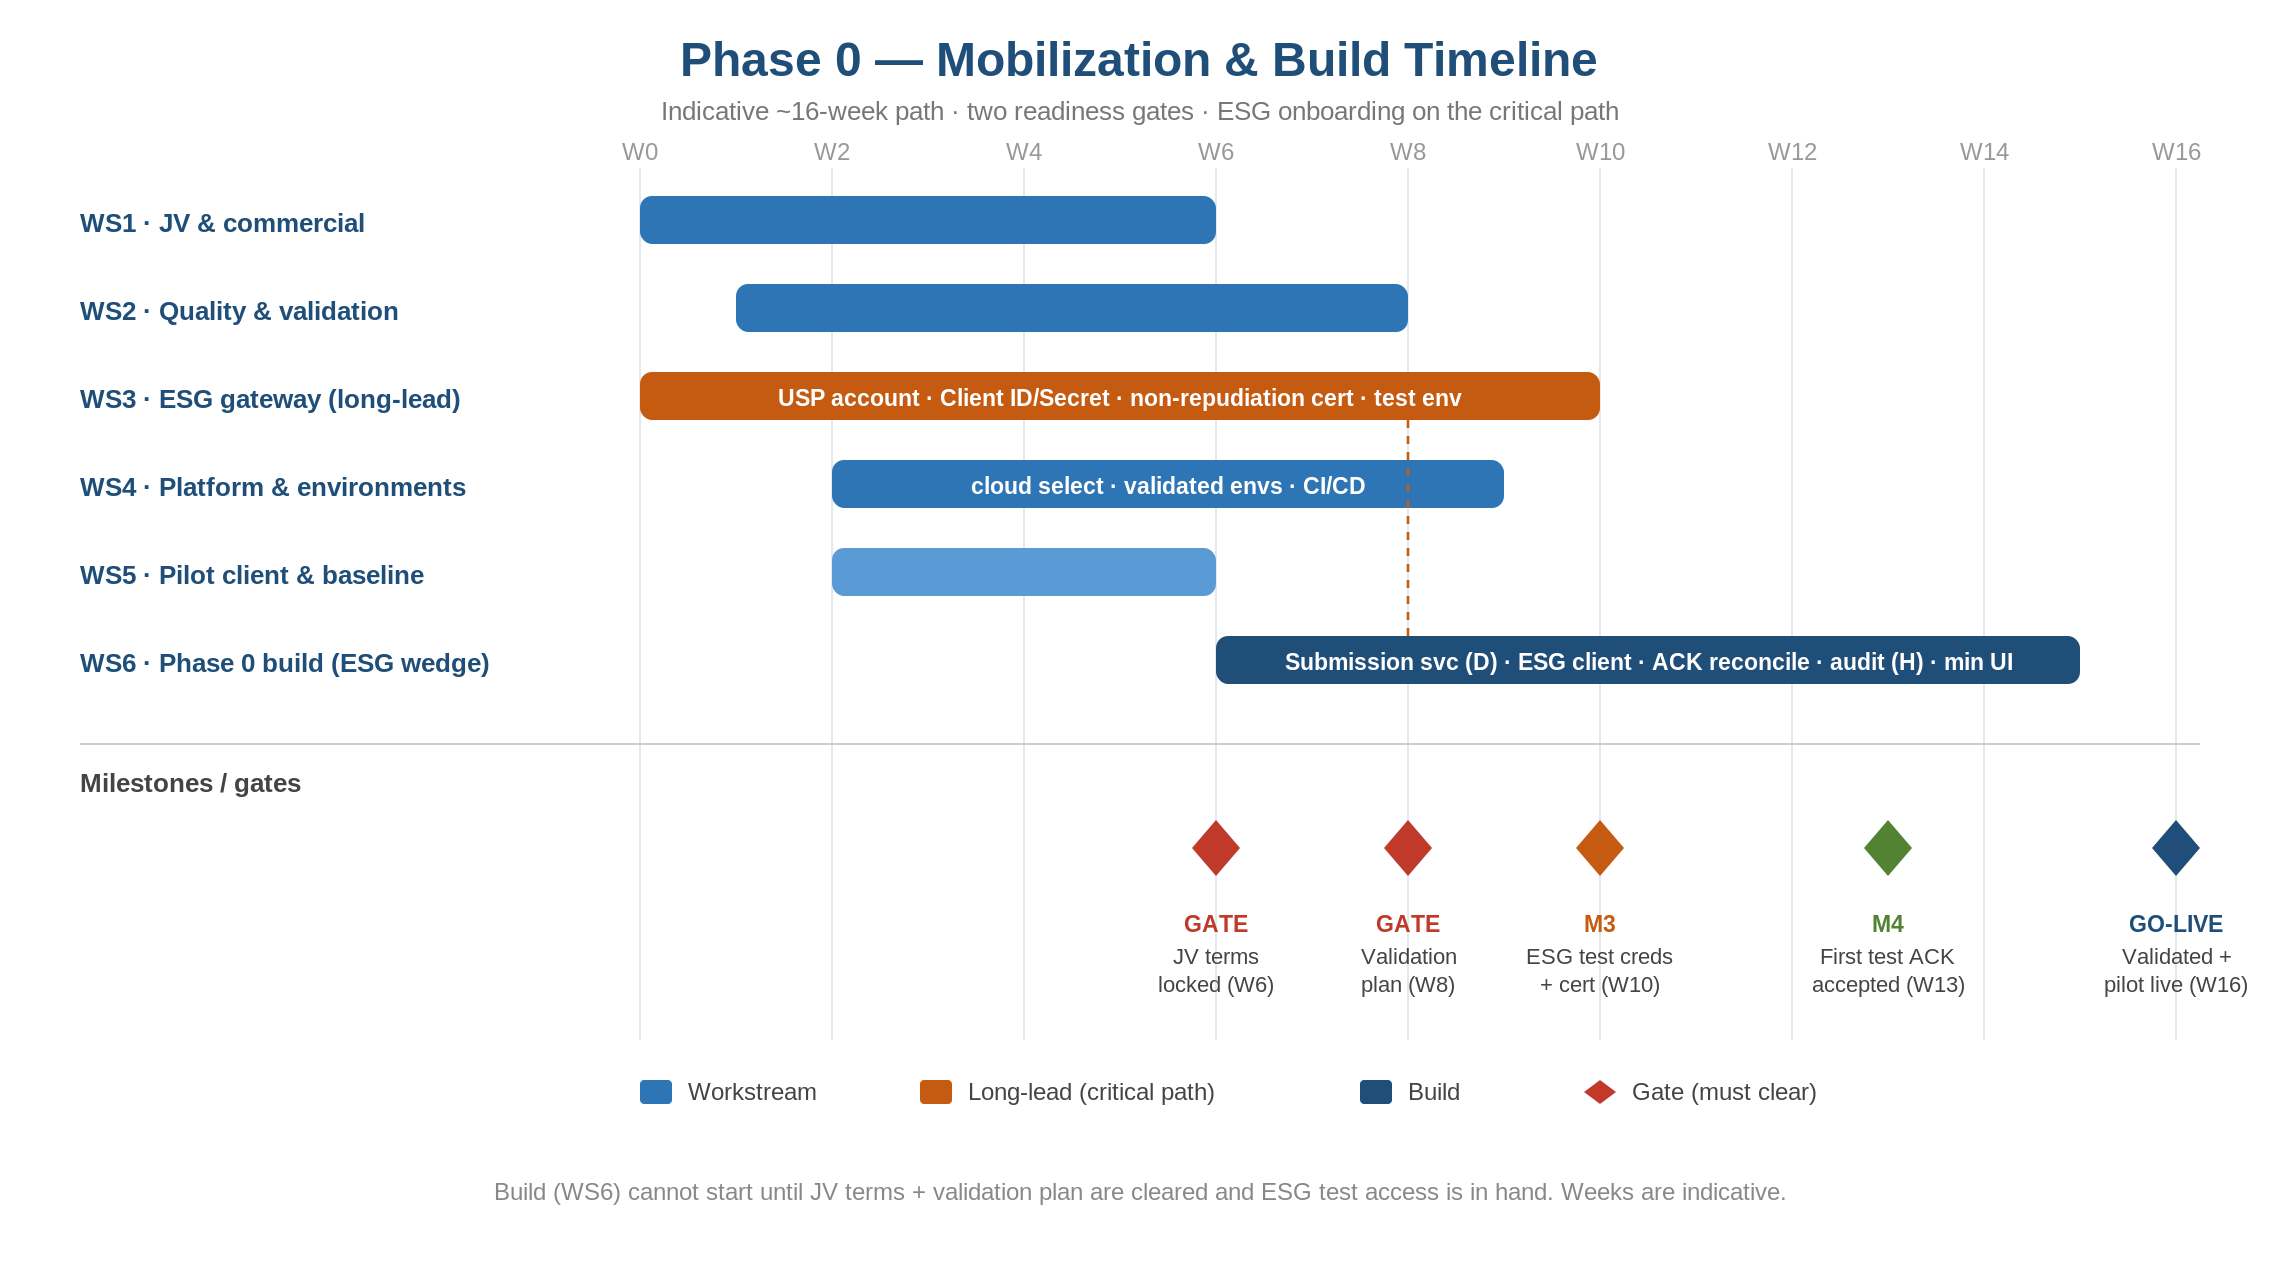 Phase 0 — Mobilization & Build Timeline
Indicative ~16-week path · two readiness gates · ESG onboarding on the critical path
W0 W2 W4 W6 W8 W10 W12 W14 W16
WS1 · JV & commercial
WS2 · Quality & validation
WS3 · ESG gateway (long-lead)
USP account · Client ID/Secret · non-repudiation cert · test env
WS4 · Platform & environments
cloud select · validated envs · CI/CD
WS5 · Pilot client & baseline
WS6 · Phase 0 build (ESG wedge)
Submission svc (D) · ESG client · ACK reconcile · audit (H) · min UI
Milestones / gates
GATE
JV terms
locked (W6)
GATE
Validation
plan (W8)
M3
ESG test creds
+ cert (W10)
M4
First test ACK
accepted (W13)
GO-LIVE
Validated +
pilot live (W16)
Workstream
Long-lead (critical path)
Build
Gate (must clear)
Build (WS6) cannot start until JV terms + validation plan are cleared and ESG test access is in hand. Weeks are indicative.